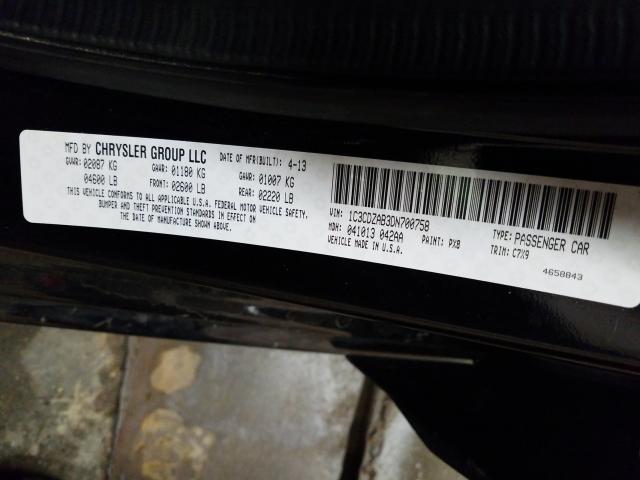 MFD BY CHRYSLER GROUP LLC DATE OF MFR(BUILT): 4-13
GVWR: 02087 KG GAWR: 01180 KG GAWR: 01007 KG
04600 LB FRONT: 02600 LB REAR: 02220 LB
THIS VEHICLE CONFORMS TO ALL APPLICABLE U.S.A. FEDERAL MOTOR VEHICLE SAFETY,
BUMPER AND THEFT PREVENTION STANDARDS IN EFFECT ON THE
DATE OF MANUFACTURE SHOWN ABOVE.
VIN: 1C3CDZAB3DN700758 TYPE: PASSENGER CAR
MDH: 041013 042AA PAINT: PXB TRIM: C7X9
VEHICLE MADE IN U.S.A. 4658843